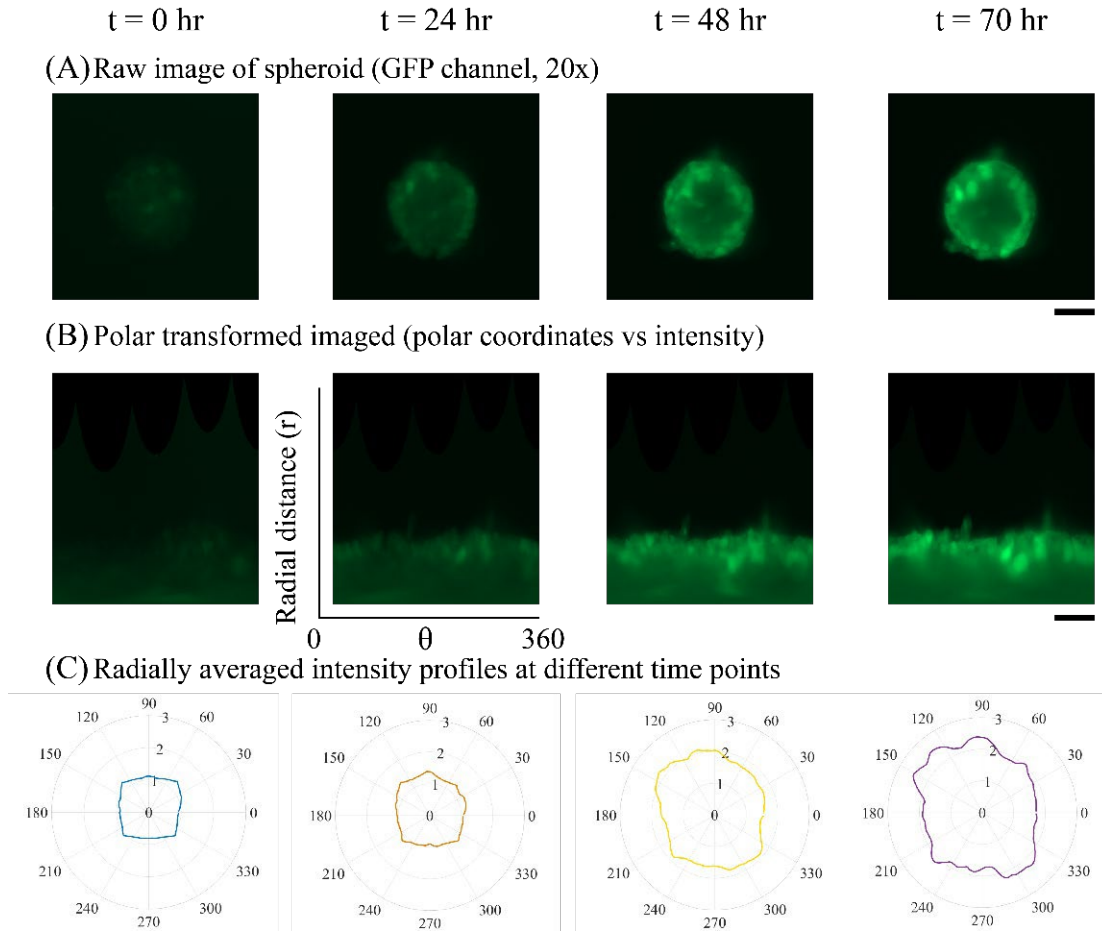 t = 0 hr t = 24 hr t = 48 hr t = 70 hr
(A) Raw image of spheroid (GFP channel, 20x)
(B) Polar transformed imaged (polar coordinates vs intensity)
Radial distance (r)
0 θ 360
(C) Radially averaged intensity profiles at different time points
90 90 90 90
120 3 60 120 3 60 120 3 60 120 3 60
150 2 30 150 2 30 150 2 30 150 2 30
1 1 1 1
180 0 0 180 0 0 180 0 0 180 0 0
210 330 210 330 210 330 210 330
240 300 240 300 240 300 240 300
270 270 270 270